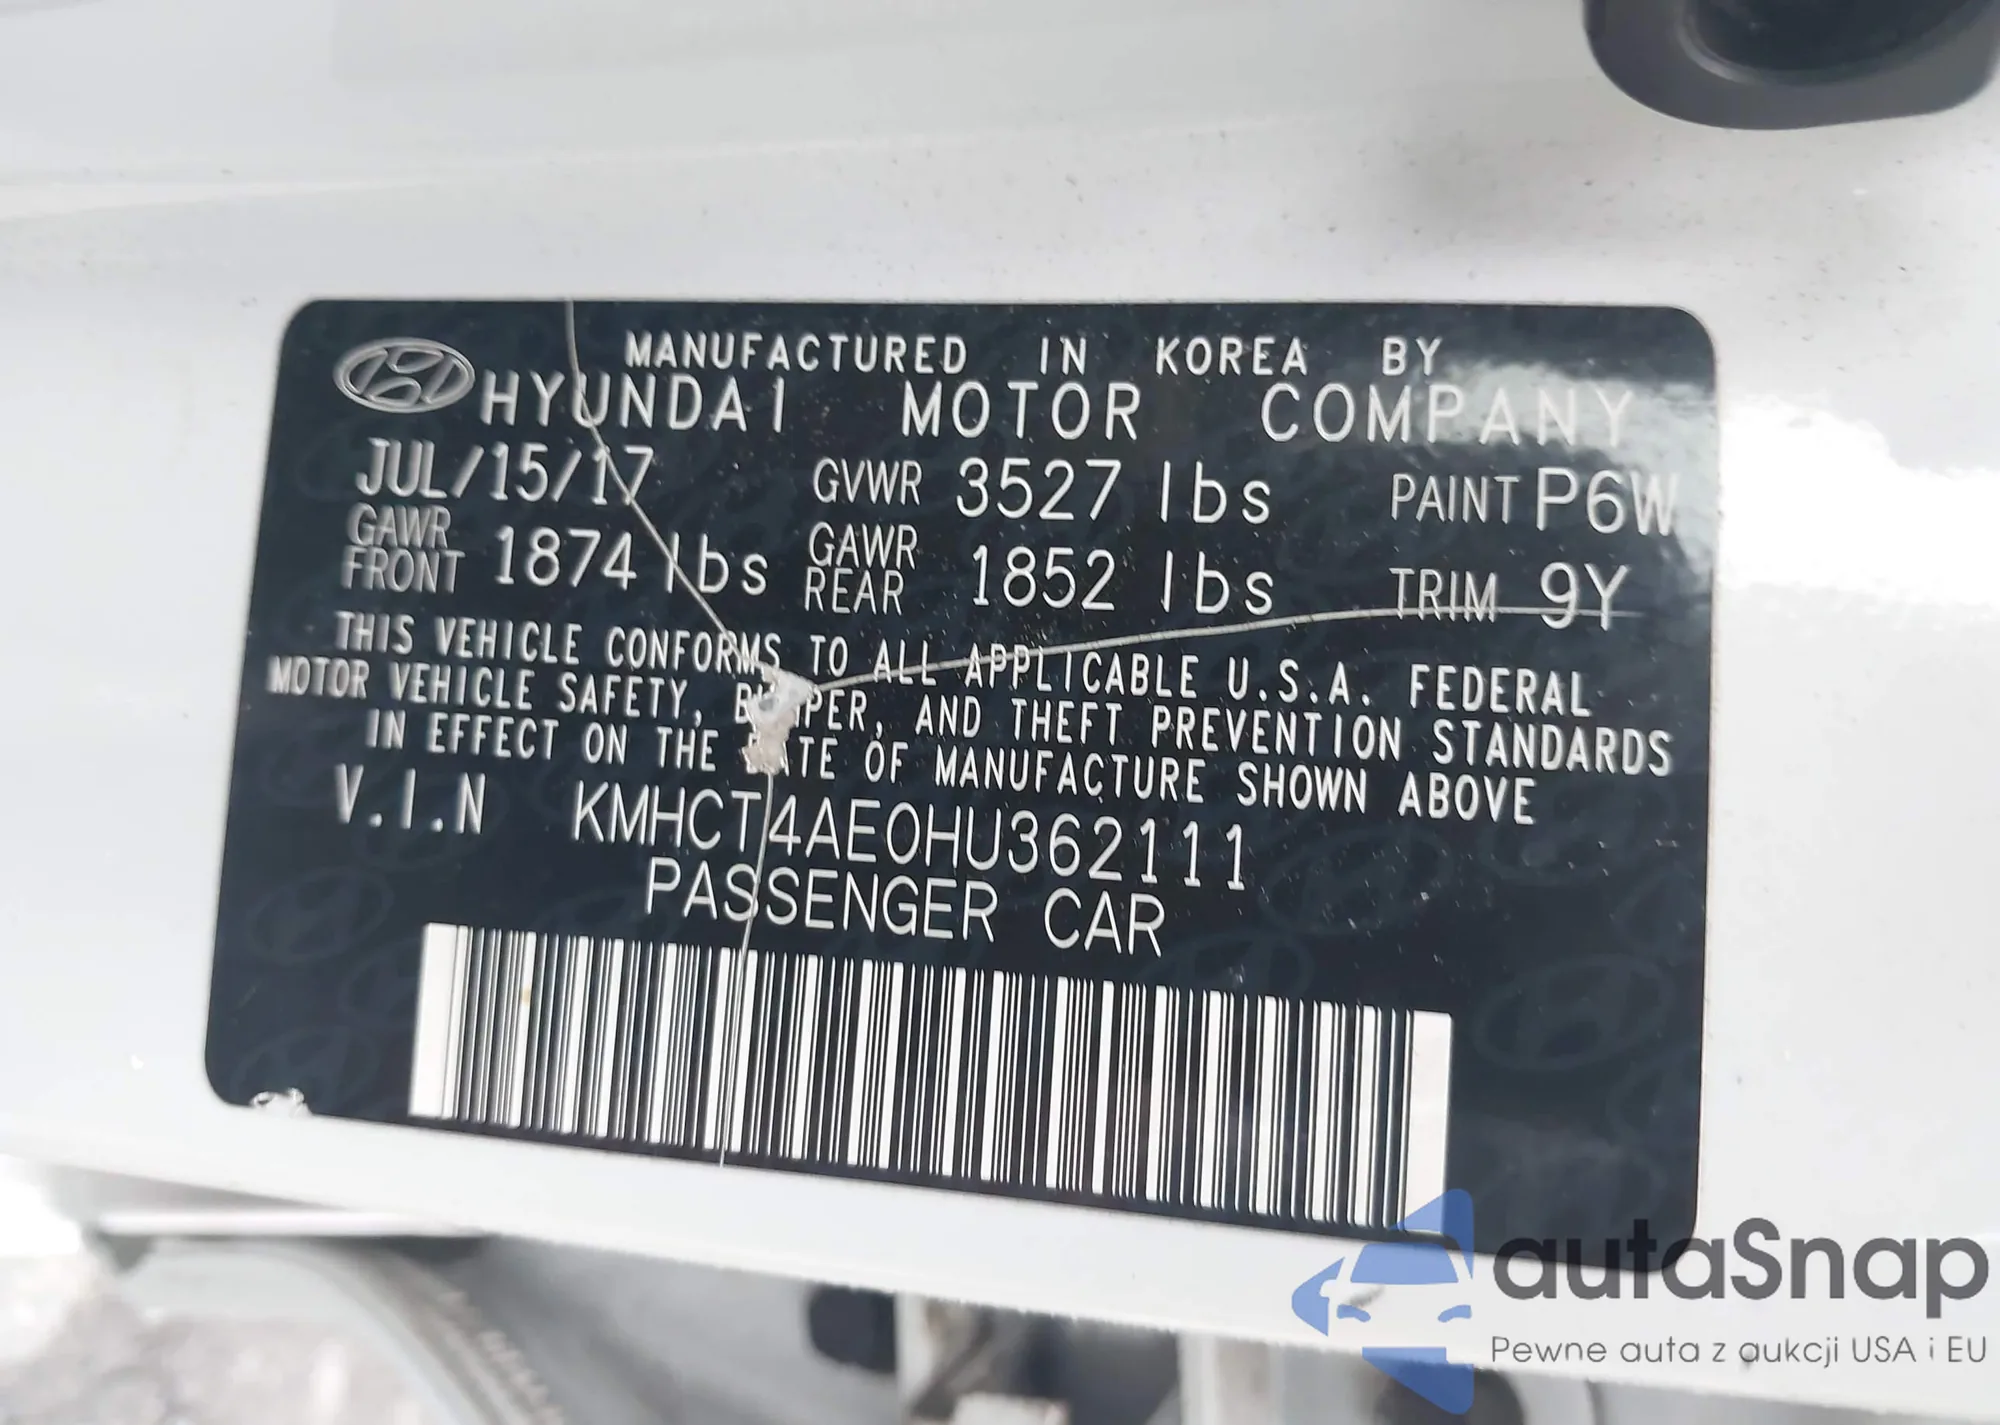 MANUFACTURED IN KOREA BY
HYUNDAI MOTOR COMPANY
JUL/15/17 GVWR 3527 lbs PAINT P6W
GAWR FRONT 1874 lbs GAWR REAR 1852 lbs TRIM 9Y
THIS VEHICLE CONFORMS TO ALL APPLICABLE U.S.A. FEDERAL
MOTOR VEHICLE SAFETY, BUMPER, AND THEFT PREVENTION STANDARDS
IN EFFECT ON THE DATE OF MANUFACTURE SHOWN ABOVE
V.I.N KMHCT4AE0HU362111
PASSENGER CAR
autaSnap
Pewne auta z aukcji USA i EU